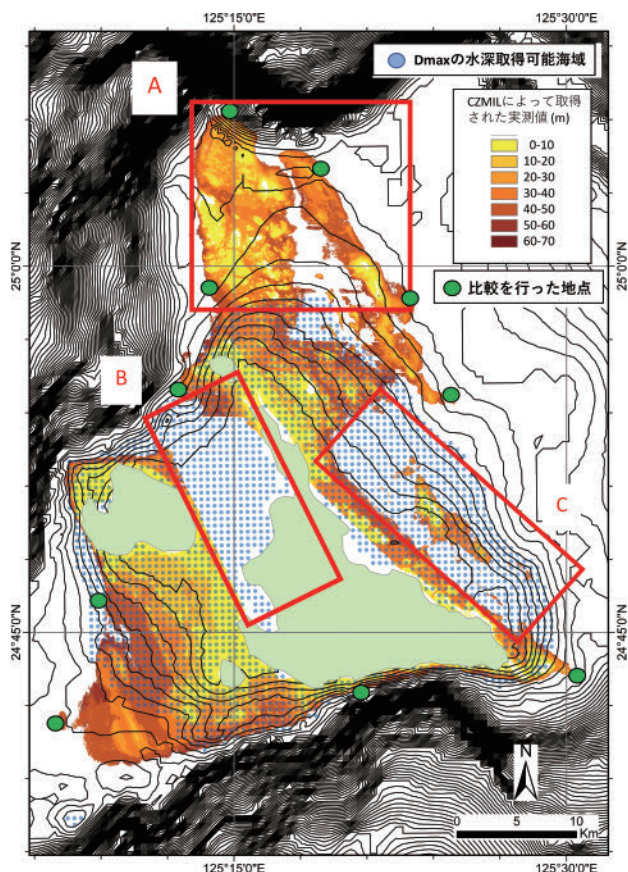 125°15'0"E
125°30'0"E
Dmaxの水深取得可能海域
A
CZMILによって取得
された実測値 (m)
0-10
10-20
20-30
30-40
40-50
50-60
60-70
25°0'0"N
25°0'0"N
比較を行った地点
B
C
24°45'0"N
24°45'0"N
N
0
5
10
Km
125°15'0"E
125°30'0"E